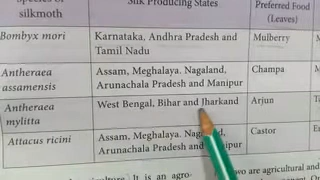 Species of Silk Producing States Preferred Food
silkmoth (Leaves)
Bombyx mori Karnataka, Andhra Pradesh and Mulberry
Tamil Nadu
Antheraea Assam, Meghalaya. Nagaland, Champa
assamensis Arunachala Pradesh and Manipur
Antheraea West Bengal, Bihar and Jharkand Arjun
mylitta
Attacus ricini Assam, Meghalaya. Castor
Arunachala Pradesh and Manipur
It is an agro- two are agricultural and